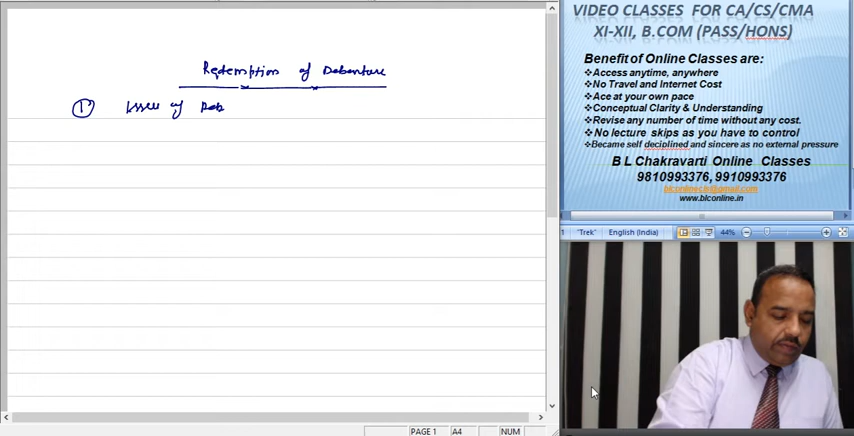 Redemption of Debenture
① Issue of Deb
PAGE 1 A4 NUM
VIDEO CLASSES FOR CA/CS/CMA
XI-XII, B.COM (PASS/HONS)
Benefit of Online Classes are:
❖Access anytime, anywhere
❖No Travel and Internet Cost
❖Ace at your own pace
❖Conceptual Clarity & Understanding
❖Revise any number of time without any cost.
❖No lecture skips as you have to control
❖Became self deciplined and sincere as no external pressure
B L Chakravarti Online Classes
9810993376, 9910993376
www.blconline.in
1 "Trek" English (India) 44%